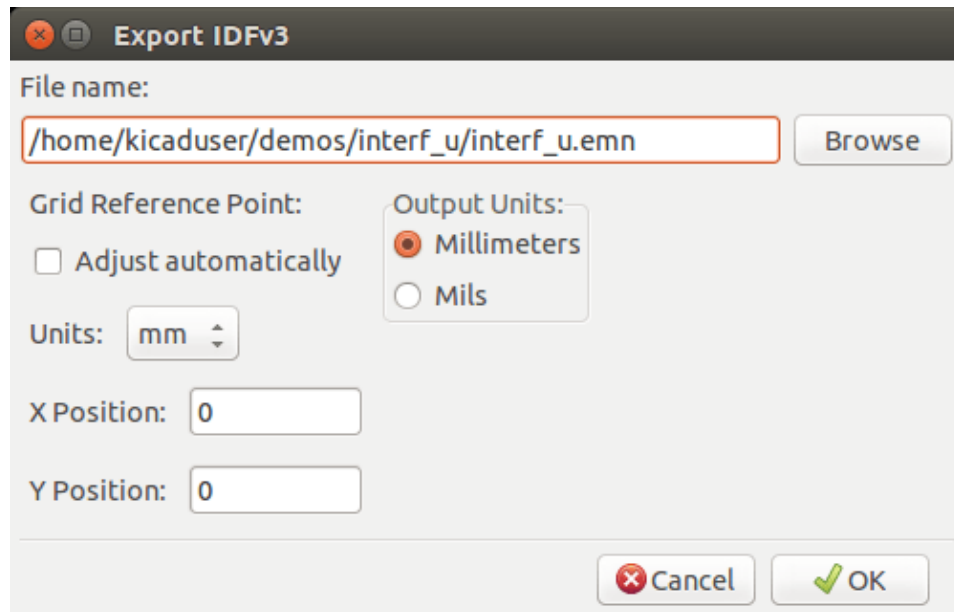 Export IDFv3
File name:
/home/kicaduser/demos/interf_u/interf_u.emn
Browse
Grid Reference Point:
Adjust automatically
Units:
mm
X Position:
0
Y Position:
0
Output Units:
Millimeters
Mils
Cancel
OK